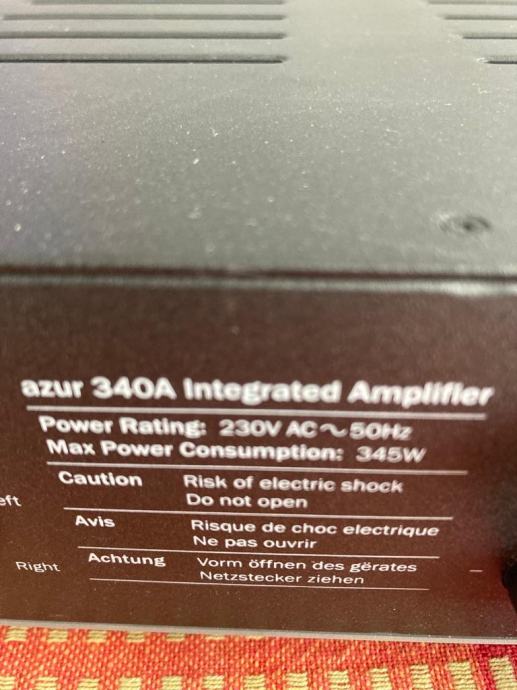 azur 340A Integrated Amplifier
Power Rating: 230V AC ~ 50Hz
Max Power Consumption: 345W
Caution Risk of electric shock
Do not open
eft
Avis Risque de choc electrique
Ne pas ouvrir
Right Achtung Vorm öffnen des gërates
Netzstecker ziehen